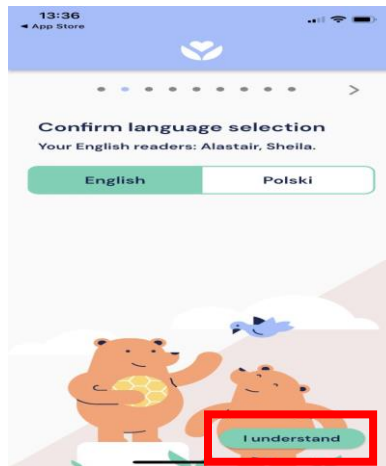 13:36
◄ App Store
Confirm language selection
Your English readers: Alastair, Sheila.
English Polski
I understand